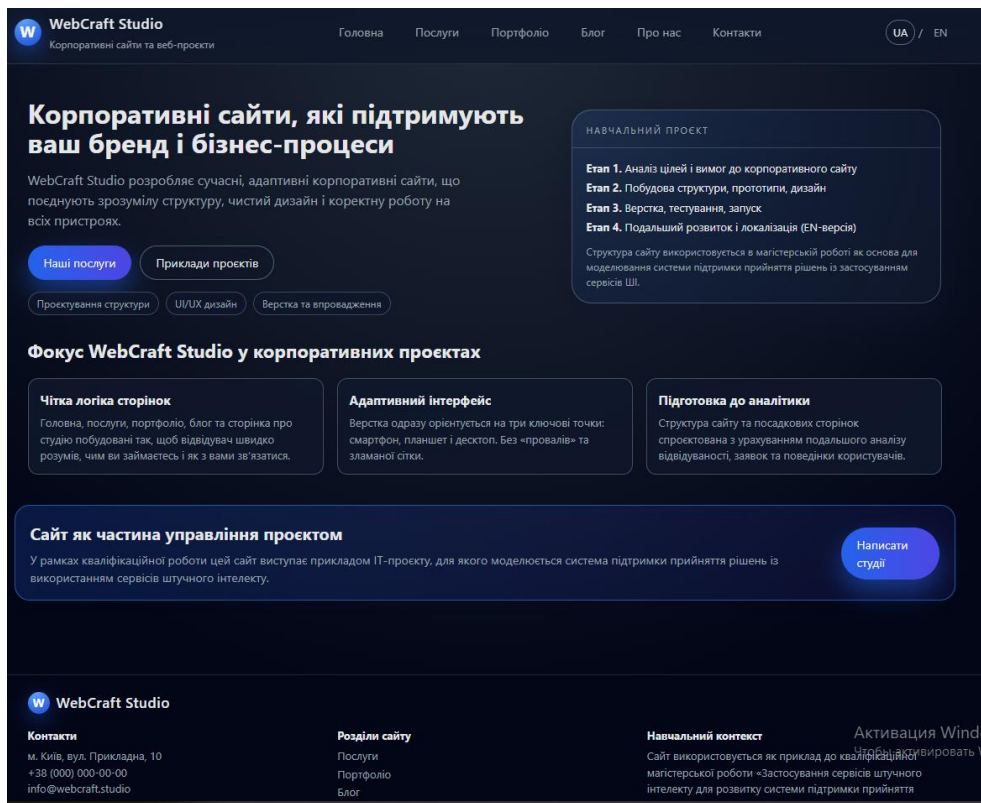 W
WebCraft Studio
Корпоративні сайти та веб-проєкти
Головна Послуги Портфоліо Блог Про нас Контакти
UA / EN
Корпоративні сайти, які підтримують
ваш бренд і бізнес-процеси
WebCraft Studio розробляє сучасні, адаптивні корпоративні сайти, що
поєднують зрозумілу структуру, чистий дизайн і коректну роботу на
всіх пристроях.
Наші послуги Приклади проєктів
Проєктування структури UI/UX дизайн Верстка та впровадження
НАВЧАЛЬНИЙ ПРОЄКТ
Етап 1. Аналіз цілей і вимог до корпоративного сайту
Етап 2. Побудова структури, прототипи, дизайн
Етап 3. Верстка, тестування, запуск
Етап 4. Подальший розвиток і локалізація (EN-версія)
Структура сайту використовується в магістерській роботі як основа для
моделювання системи підтримки прийняття рішень із застосуванням
сервісів ШІ.
Фокус WebCraft Studio у корпоративних проєктах
Чітка логіка сторінок
Головна, послуги, портфоліо, блог та сторінка про
студію побудовані так, щоб відвідувач швидко
розумів, чим ви займаєтесь і як з вами зв’язатися.
Адаптивний інтерфейс
Верстка одразу орієнтується на три ключові точки:
смартфон, планшет і десктоп. Без «провалів» та
зламаної сітки.
Підготовка до аналітики
Структура сайту та посадкових сторінок
спроєктована з урахуванням подальшого аналізу
відвідуваності, заявок та поведінки користувачів.
Сайт як частина управління проєктом
У рамках кваліфікаційної роботи цей сайт виступає прикладом ІТ-проєкту, для якого моделюється система підтримки прийняття рішень із
використанням сервісів штучного інтелекту.
Написати
студії
W WebCraft Studio
Контакти
м. Київ, вул. Прикладна, 10
+38 (000) 000-00-00
info@webcraft.studio
Розділи сайту
Послуги
Портфоліо
Блог
Навчальний контекст
Сайт використовується як приклад до кваліфікаційної
магістерської роботи «Застосування сервісів штучного
інтелекту для розвитку системи підтримки прийняття
Активация Wind
Чтобы активировать